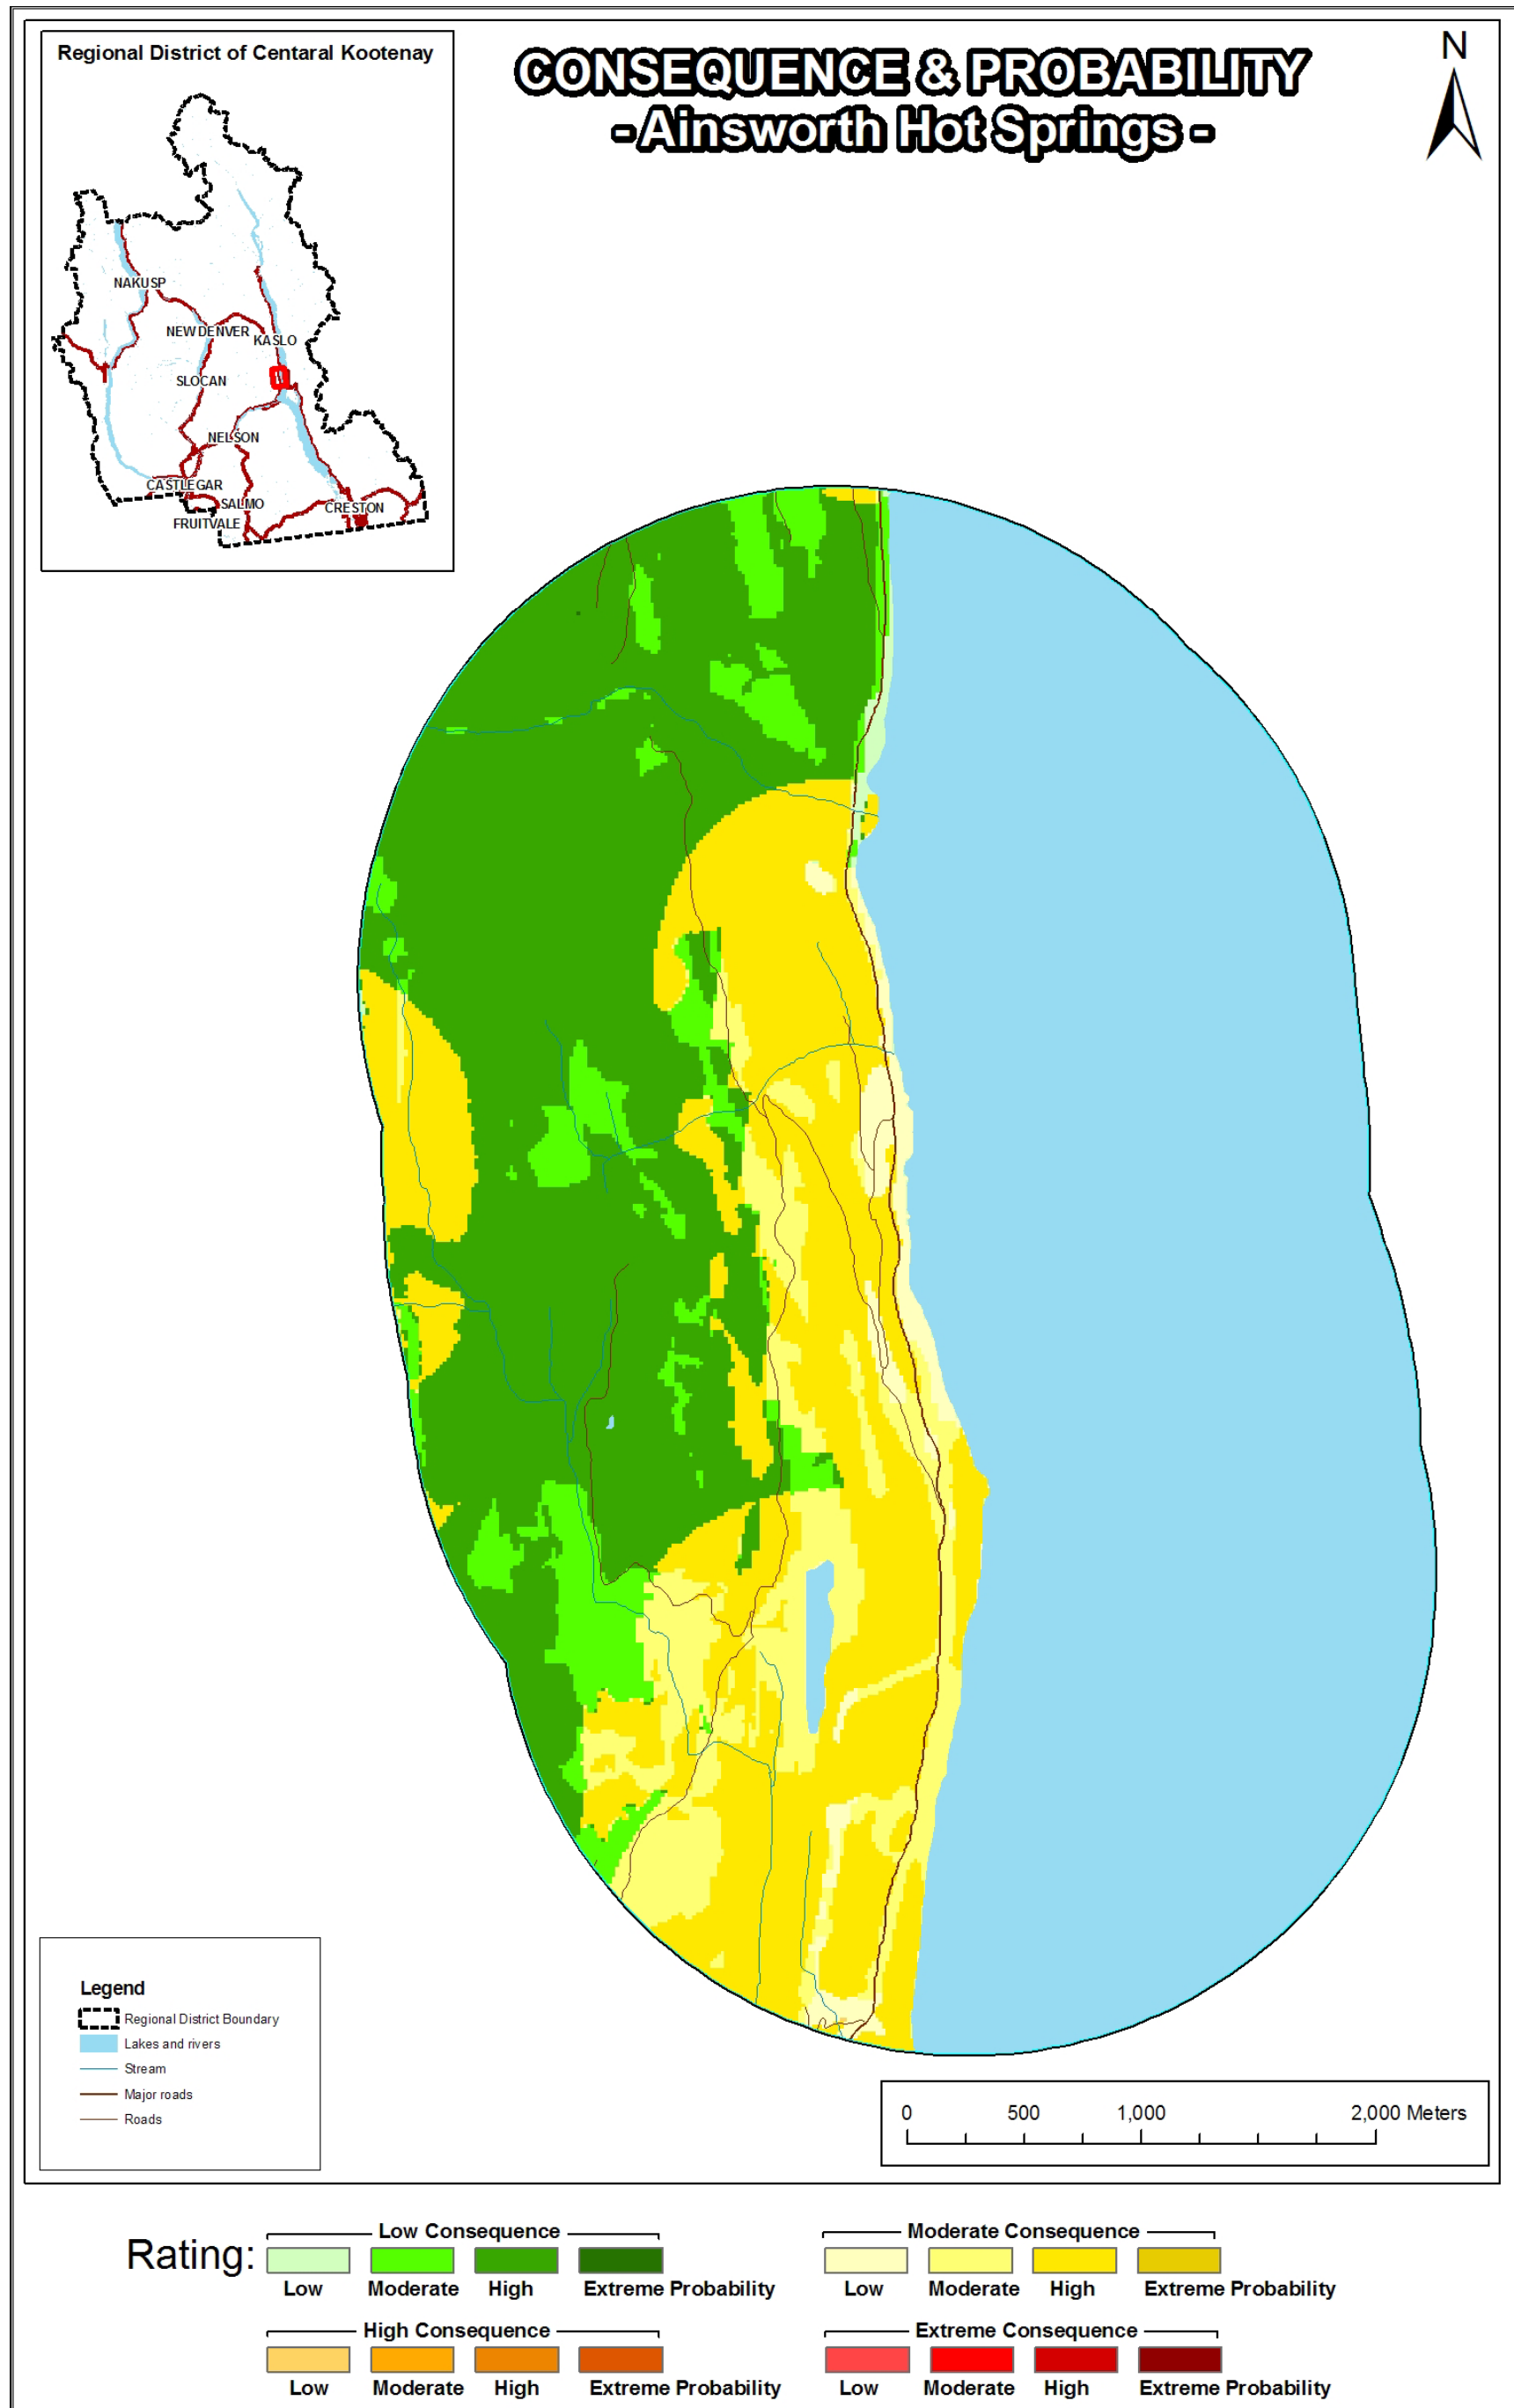 Regional District of Centaral Kootenay
CONSEQUENCE & PROBABILITY
- Ainsworth Hot Springs -
N
NAKUSP
NEW DENVER
KASLO
SLOCAN
NELSON
CASTLEGAR
SALMO
CRESTON
FRUITVALE
Legend
Regional District Boundary
Lakes and rivers
Stream
Major roads
Roads
0 500 1,000 2,000 Meters
Rating:
Low Consequence
Low Moderate High Extreme Probability
Moderate Consequence
Low Moderate High Extreme Probability
High Consequence
Low Moderate High Extreme Probability
Extreme Consequence
Low Moderate High Extreme Probability